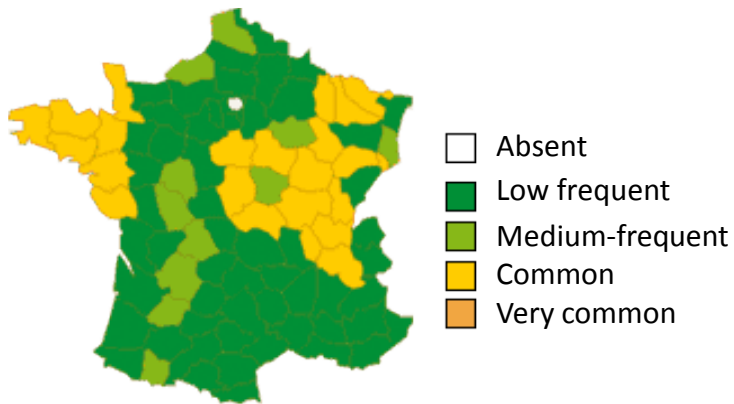 Absent
Low frequent
Medium-frequent
Common
Very common